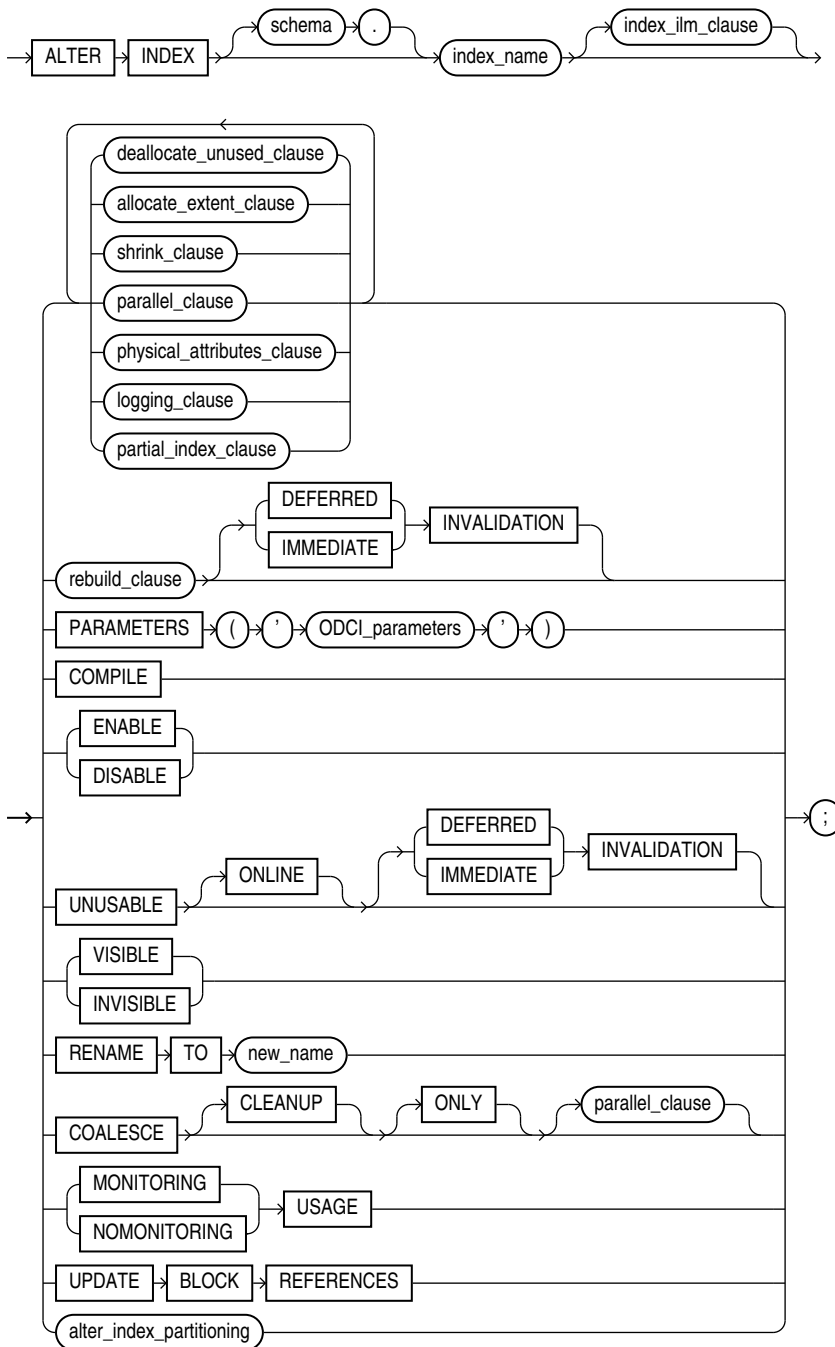 ALTER INDEX schema . index_name index_ilm_clause
deallocate_unused_clause
allocate_extent_clause
shrink_clause
parallel_clause
physical_attributes_clause
logging_clause
partial_index_clause
rebuild_clause
DEFERRED
IMMEDIATE
INVALIDATION
PARAMETERS ( ' ODCI_parameters ' )
COMPILE
ENABLE
DISABLE
UNUSABLE ONLINE
DEFERRED
IMMEDIATE
INVALIDATION
;
VISIBLE
INVISIBLE
RENAME TO new_name
COALESCE CLEANUP ONLY parallel_clause
MONITORING
NOMONITORING
USAGE
UPDATE BLOCK REFERENCES
alter_index_partitioning